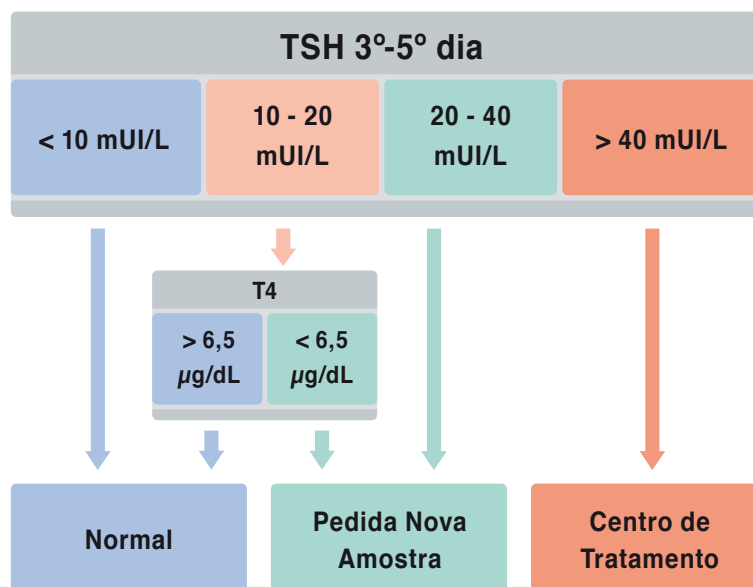 TSH 3º-5º dia
< 10 mUI/L
10 - 20
mUI/L
20 - 40
mUI/L
> 40 mUI/L
T4
> 6,5
µg/dL
< 6,5
µg/dL
Normal
Pedida Nova
Amostra
Centro de
Tratamento